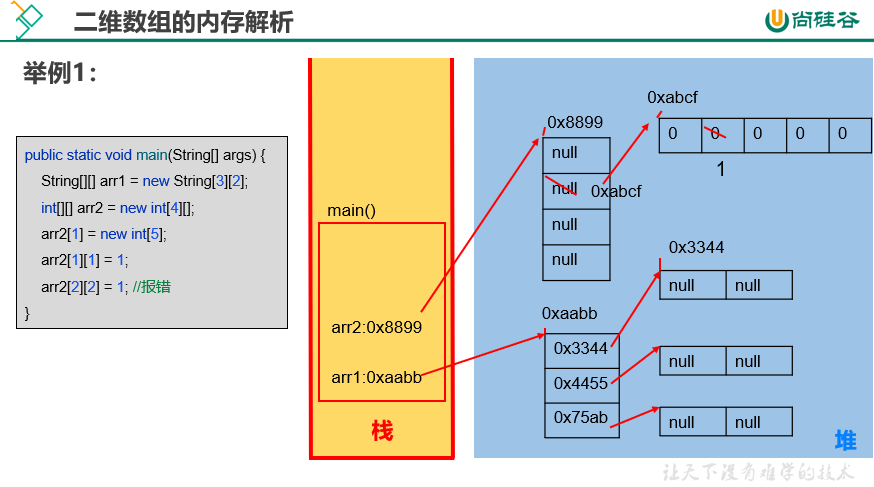 二维数组的内存解析
尚硅谷
举例1：
public static void main(String[] args) {
String[][] arr1 = new String[3][2];
int[][] arr2 = new int[4][];
arr2[1] = new int[5];
arr2[1][1] = 1;
arr2[2][2] = 1; //报错
}
main()
arr2:0x8899
arr1:0xaabb
栈
0x8899
null
null 0xabcf
null
null
0xabcf
0 0 0 0 0
1
0xaabb
0x3344
0x4455
0x75ab
0x3344
null null
null null
null null
堆
让天下没有难学的技术